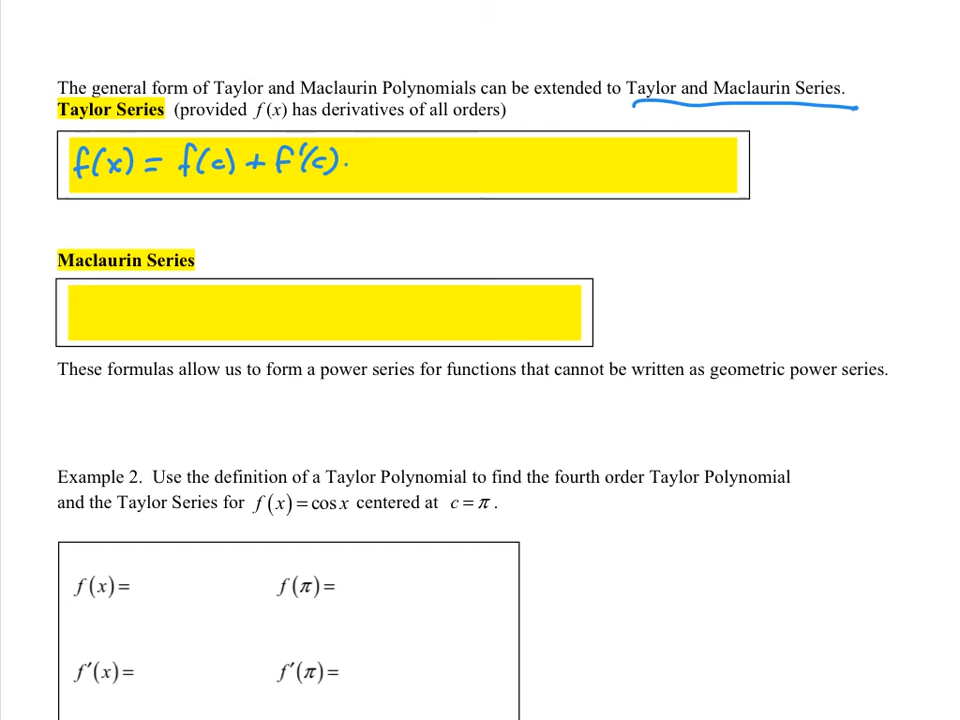 The general form of Taylor and Maclaurin Polynomials can be extended to Taylor and Maclaurin Series.
Taylor Series (provided f(x) has derivatives of all orders)
f(x) = f(c) + f'(c).
Maclaurin Series
These formulas allow us to form a power series for functions that cannot be written as geometric power series.
Example 2. Use the definition of a Taylor Polynomial to find the fourth order Taylor Polynomial
and the Taylor Series for f(x)=cosx centered at c=π.
f(x)= f(π)=
f′(x)= f′(π)=